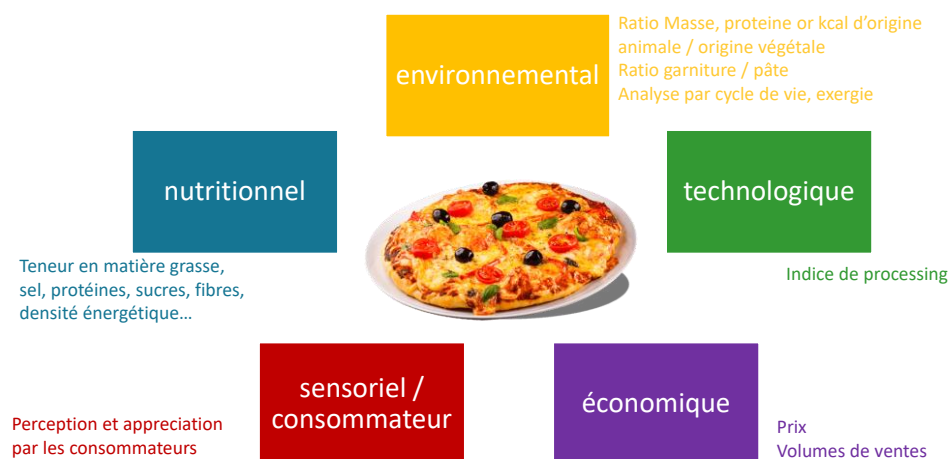 environnemental
Ratio Masse, proteine or kcal d’origine
animale / origine végétale
Ratio garniture / pâte
Analyse par cycle de vie, exergie
nutritionnel
technologique
Teneur en matière grasse,
sel, protéines, sucres, fibres,
densité énergétique…
Indice de processing
sensoriel /
consommateur
économique
Perception et appreciation
par les consommateurs
Prix
Volumes de ventes